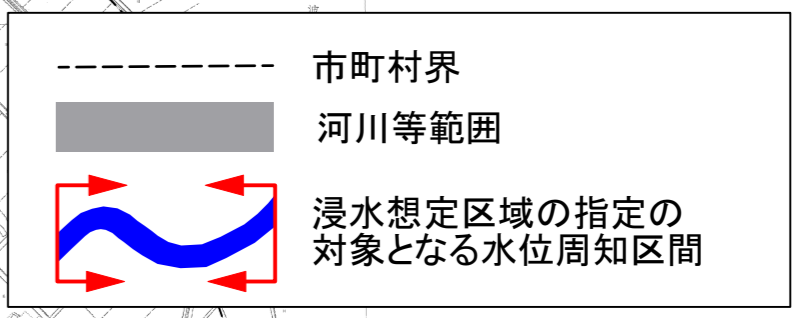 市町村界
河川等範囲
浸水想定区域の指定の
対象となる水位周知区間